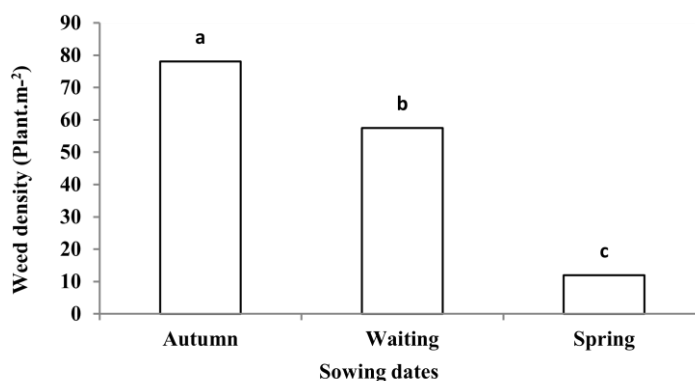 Weed density (Plant.m-²)
90
80
70
60
50
40
30
20
10
0
a
b
c
Autumn Waiting Spring
Sowing dates